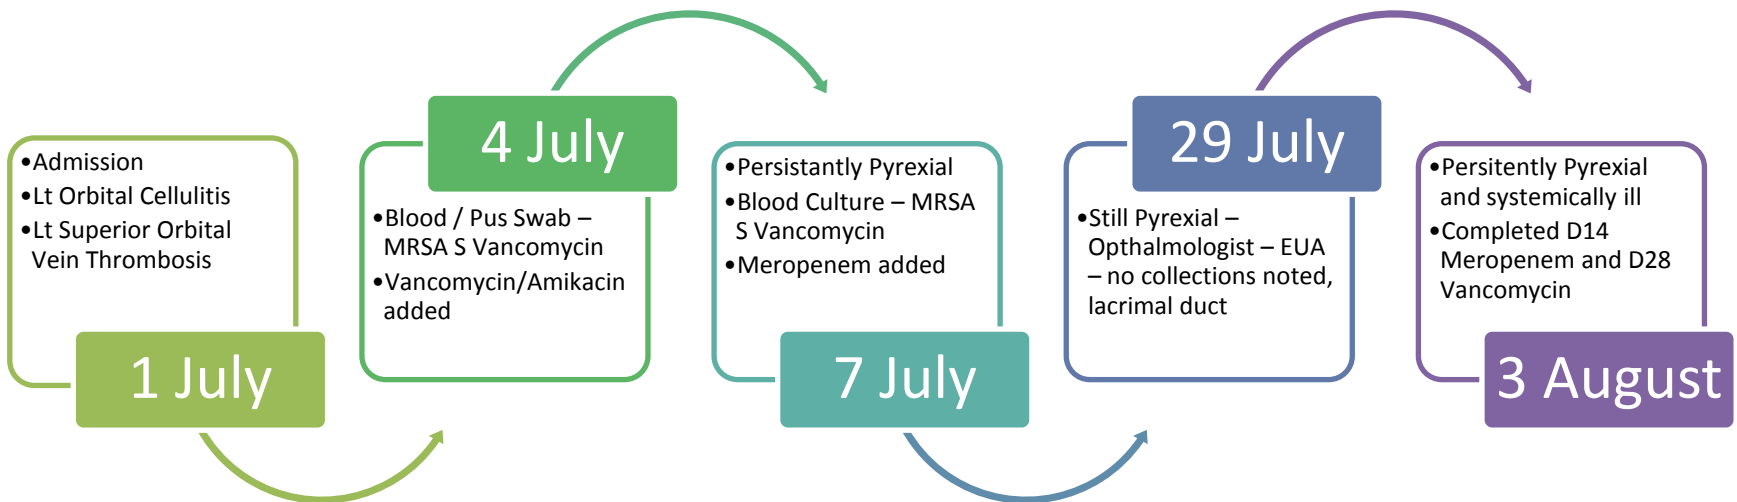 •Admission
•Lt Orbital Cellulitis
•Lt Superior Orbital
Vein Thrombosis
1 July
4 July
•Blood / Pus Swab –
MRSA S Vancomycin
•Vancomycin/Amikacin
added
•Persistantly Pyrexial
•Blood Culture – MRSA
S Vancomycin
•Meropenem added
7 July
29 July
•Still Pyrexial –
Opthalmologist – EUA
– no collections noted,
lacrimal duct
•Persitently Pyrexial
and systemically ill
•Completed D14
Meropenem and D28
Vancomycin
3 August